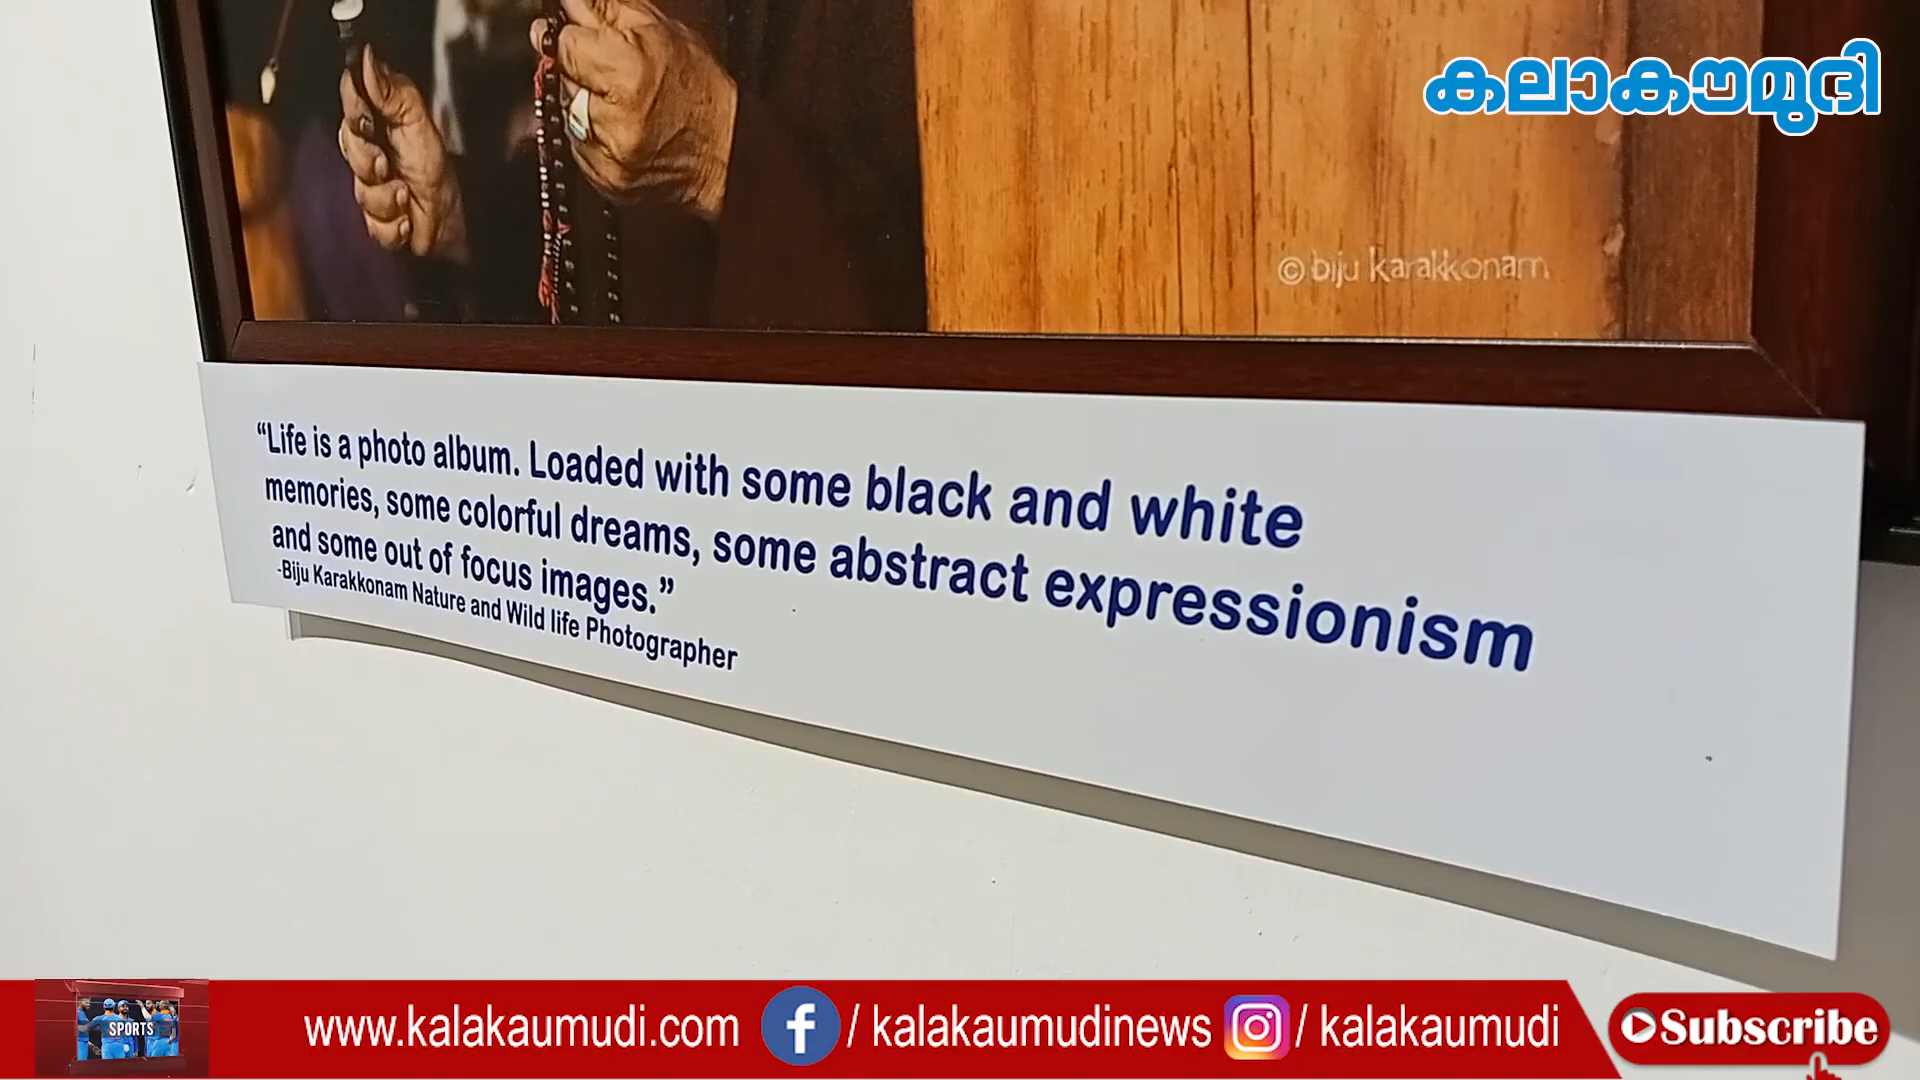 കലാകൗമുദി
© biju karakkonam
“Life is a photo album. Loaded with some black and white
memories, some colorful dreams, some abstract expressionism
and some out of focus images.”
-Biju Karakkonam Nature and Wild life Photographer
SPORTS
www.kalakaumudi.com / kalakaumudinews / kalakaumudi Subscribe